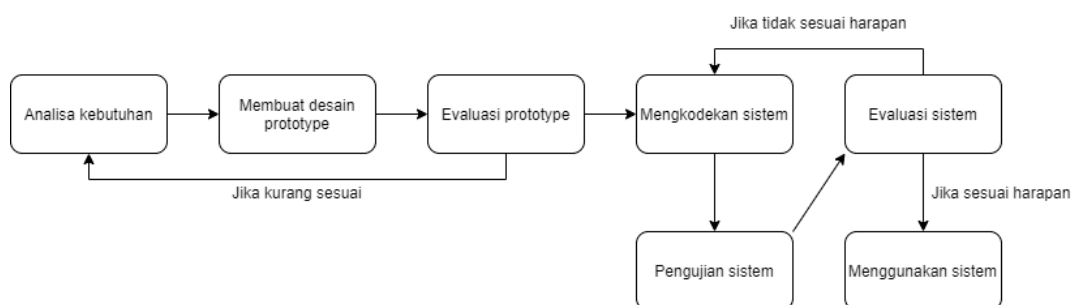 Jika tidak sesuai harapan
Analisa kebutuhan
Membuat desain
prototype
Evaluasi prototype
Mengkodekan sistem
Evaluasi sistem
Jika kurang sesuai
Jika sesuai harapan
Pengujian sistem
Menggunakan sistem